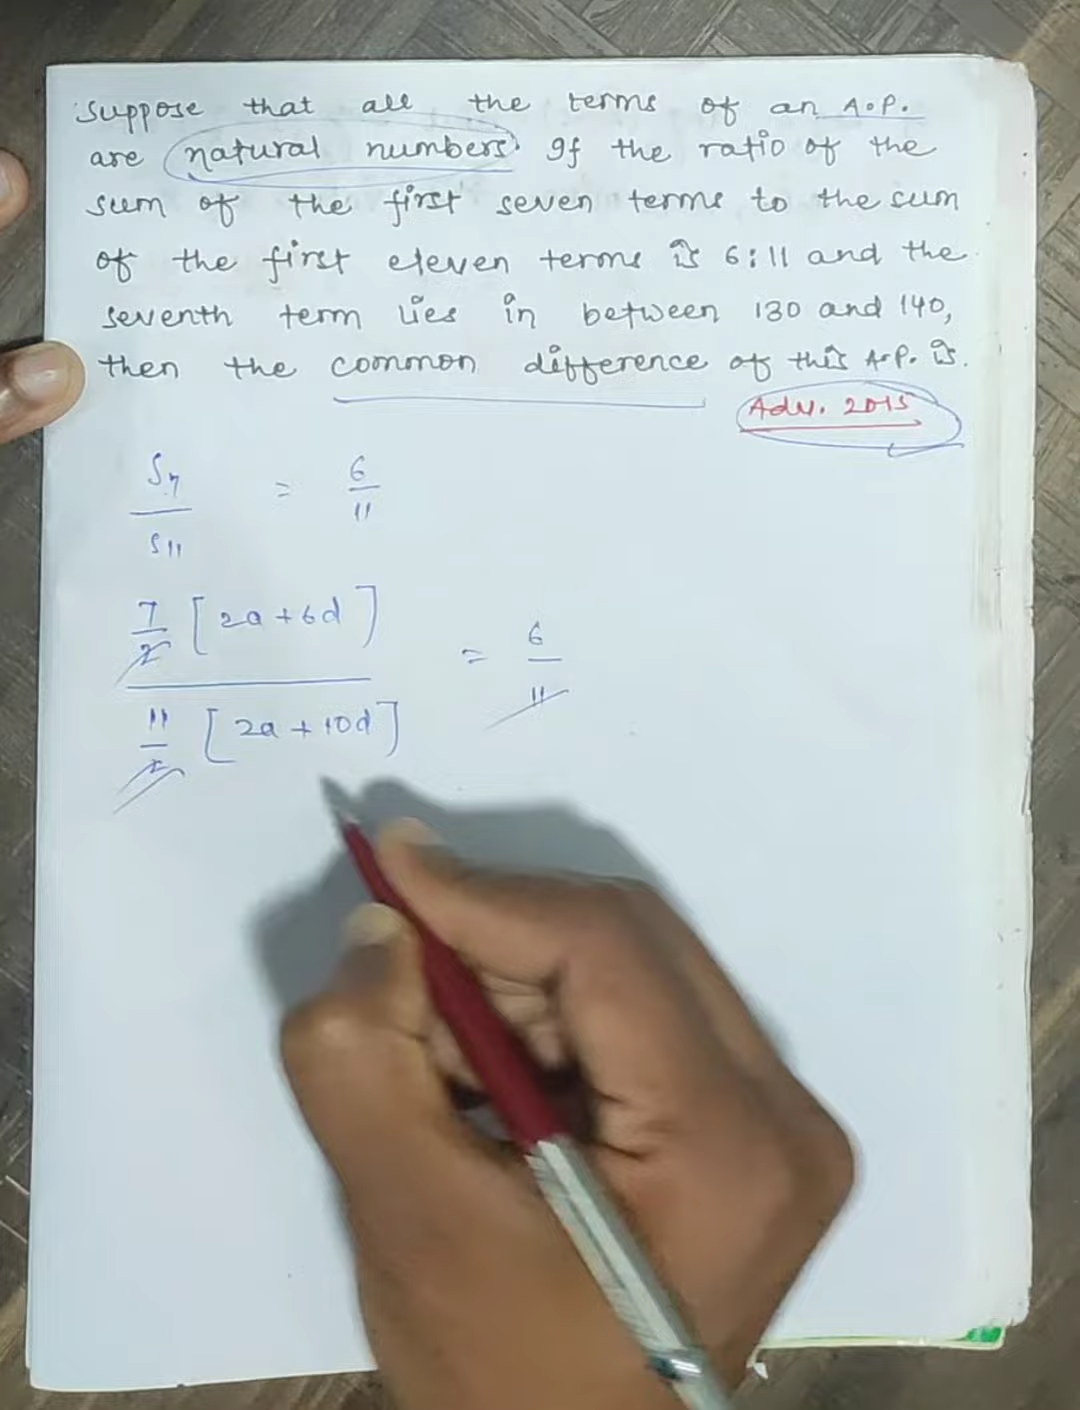 Suppose that all the terms of an A.P.
are natural numbers. If the ratio of the
sum of the first seven terms to the sum
of the first eleven terms is 6:11 and the
seventh term lies in between 130 and 140,
then the common difference of this A.P. is.
Adv. 2015
S7 / S11 = 6 / 11
7/2 [2a+6d] / 11/2 [2a+10d] = 6 / 11